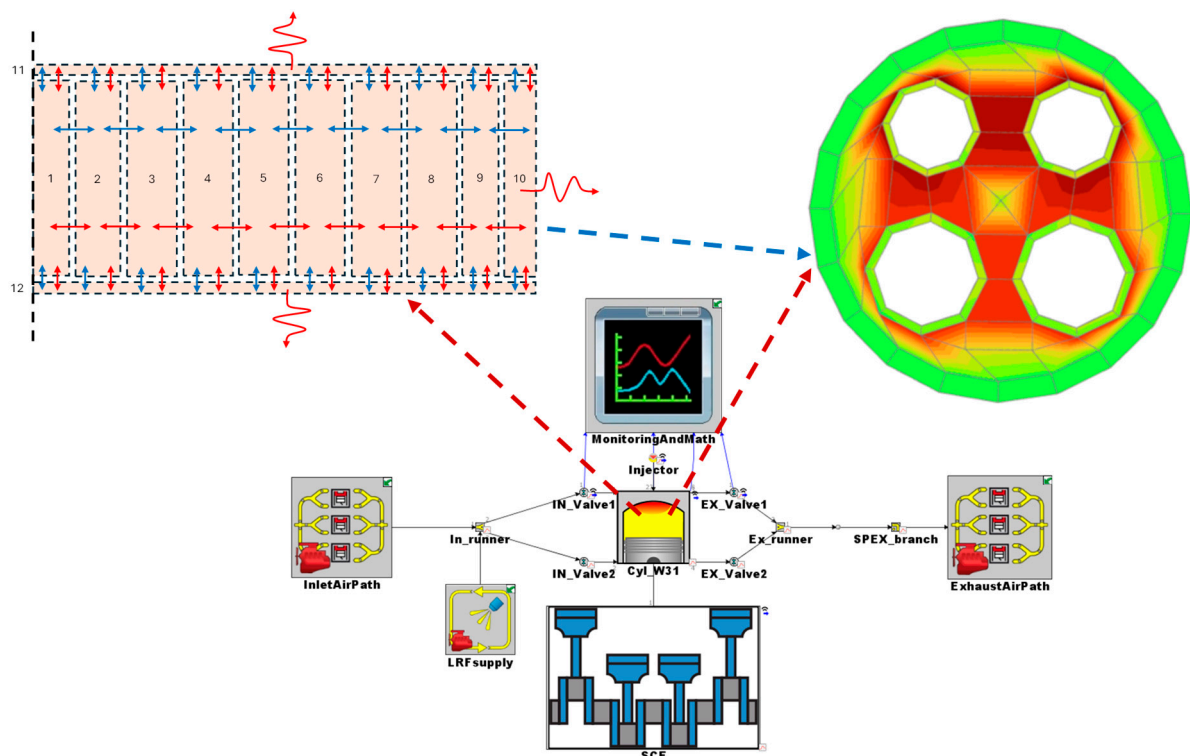 11
1 2 3 4 5 6 7 8 9 10
12
MonitoringAndMath
Injector
IN_Valve1
EX_Valve1
In_runner
Ex_runner
SPEX_branch
InletAirPath
IN_Valve2
Cyl_W31
EX_Valve2
ExhaustAirPath
LRFsupply
SCE